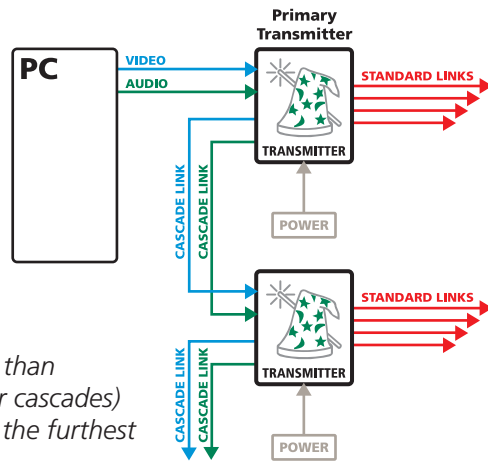 Primary
Transmitter
PC
VIDEO
AUDIO
STANDARD LINKS
TRANSMITTER
CASCADE LINK
CASCADE LINK
POWER
STANDARD LINKS
TRANSMITTER
CASCADE LINK
CASCADE LINK
POWER
than
r cascades)
the furthest